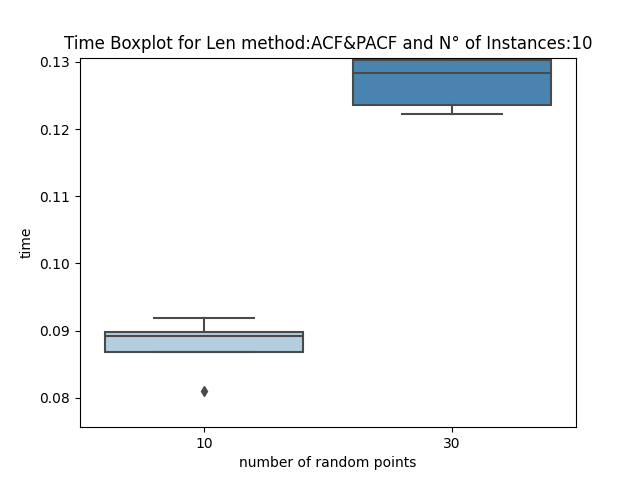 Time Boxplot for Len method:ACF&PACF and N° of Instances:10
0.13
0.12
0.11
0.10
0.09
0.08
time
10 30
number of random points